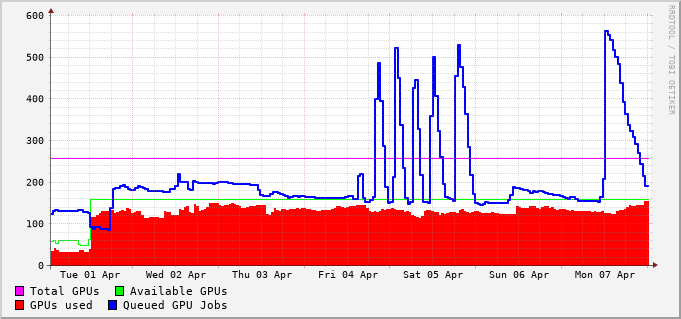 RRDTOOL / TOBI OETIKER
600
500
400
300
200
100
0
Tue 01 Apr Wed 02 Apr Thu 03 Apr Fri 04 Apr Sat 05 Apr Sun 06 Apr Mon 07 Apr
Total GPUs Available GPUs
GPUs used Queued GPU Jobs